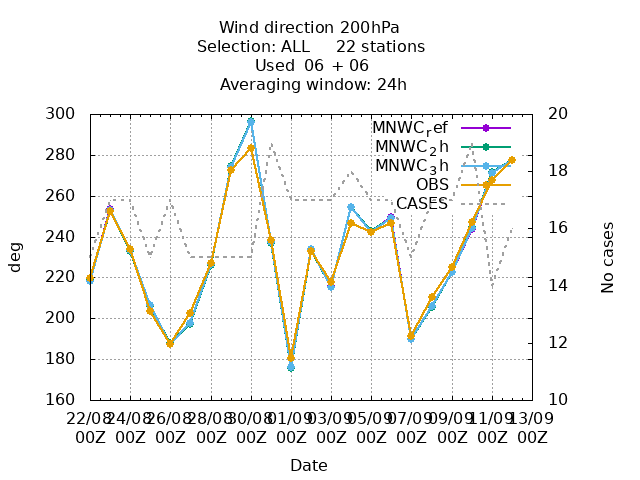 Wind direction 200hPa
Selection: ALL 22 stations
Used 06 + 06
Averaging window: 24h
300
280
260
240
220
200
180
160
deg
20
18
16
14
12
10
No cases
MNWCref
MNWC2h
MNWC3h
OBS
CASES
22/08 24/08 26/08 28/08 30/08 01/09 03/09 05/09 07/09 09/09 11/09 13/09
00Z 00Z 00Z 00Z 00Z 00Z 00Z 00Z 00Z 00Z 00Z 00Z
Date